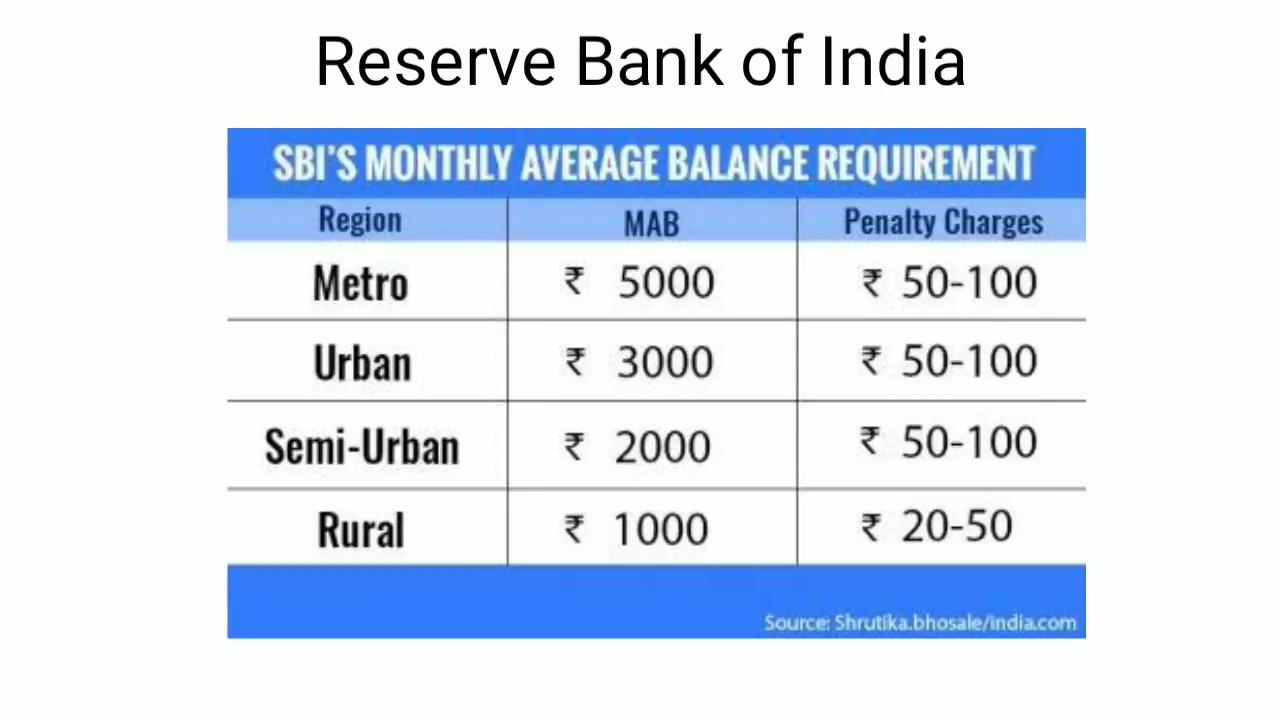 Reserve Bank of India
SBI'S MONTHLY AVERAGE BALANCE REQUIREMENT
Region MAB Penalty Charges
Metro ₹ 5000 ₹ 50-100
Urban ₹ 3000 ₹ 50-100
Semi-Urban ₹ 2000 ₹ 50-100
Rural ₹ 1000 ₹ 20-50
Source: Shrutika.bhosale/india.com